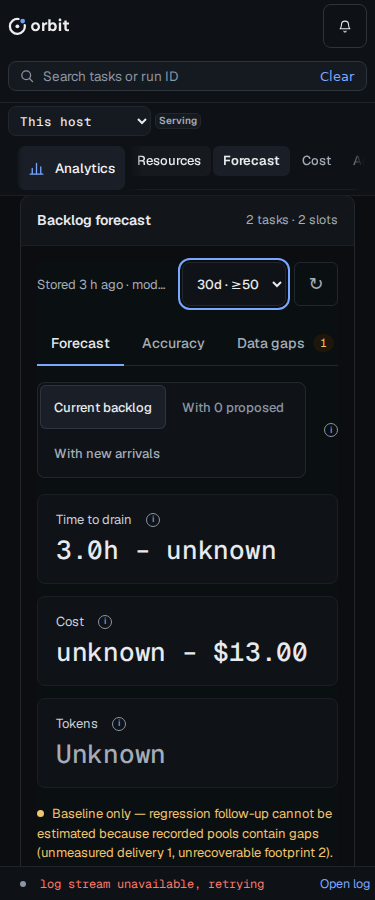 orbit
Search tasks or run ID Clear
This host Serving
Analytics Resources Forecast Cost A
Backlog forecast 2 tasks · 2 slots
Stored 3 h ago · mod… 30d · ≥50 ↻
Forecast Accuracy Data gaps 1
Current backlog With 0 proposed
With new arrivals
Time to drain
3.0h – unknown
Cost
unknown – $13.00
Tokens
Unknown
Baseline only — regression follow-up cannot be
estimated because recorded pools contain gaps
(unmeasured delivery 1, unrecoverable footprint 2).
log stream unavailable, retrying Open log